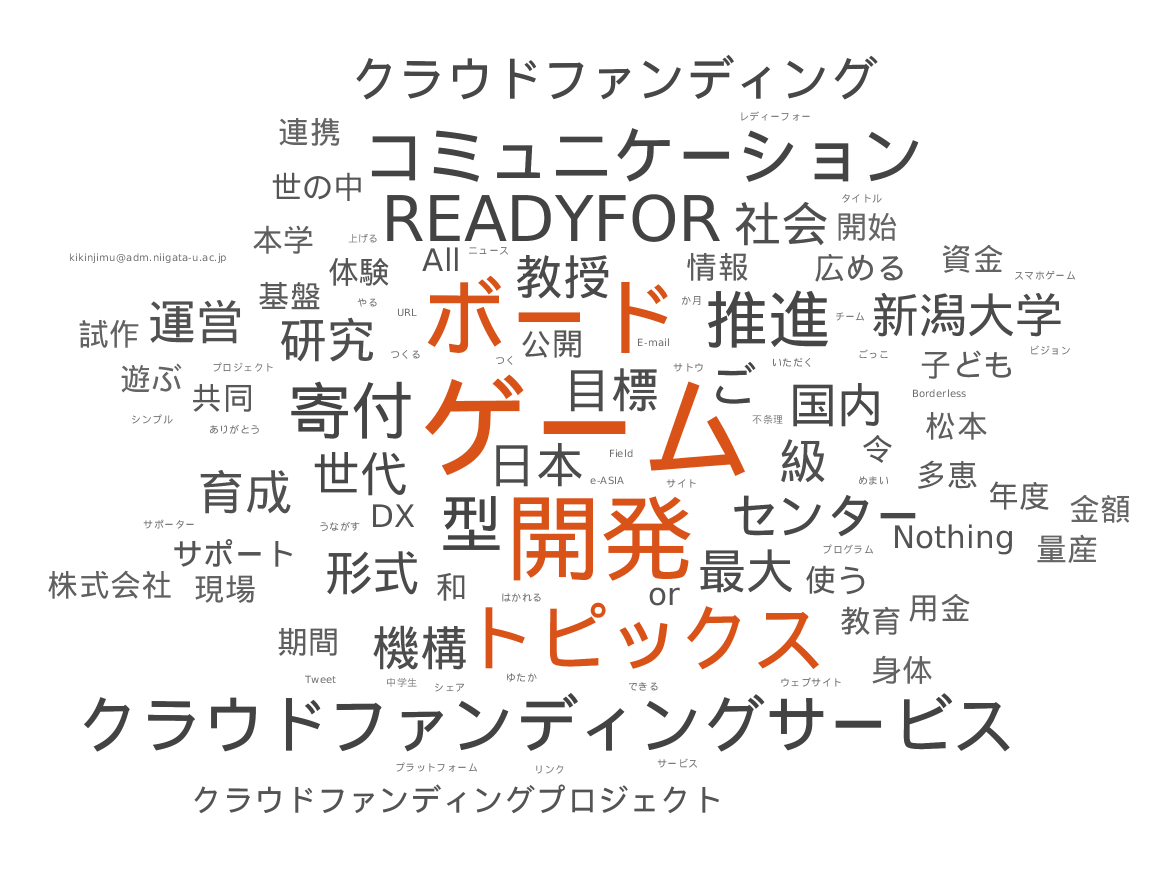 クラウドファンディング
レディーフォー
連携
コミュニケーション
世の中
READYFOR
社会
タイトル
開始
本学
上げる
kikinjimu@adm.niigata-u.ac.jp
All
ニュース
体験
教授
情報
広める
資金
スマホゲーム
基盤
やる
URL
ボード
か月
推進
チーム
新潟大学
試作
運営
研究
つくる
つく
公開
E-mail
ごっこ
ビジョン
遊ぶ
プロジェクト
共同
寄付
ゲーム
目標
サトウ
ご
いただく
子ども
Borderless
シンプル
ありがとう
不条理
国内
松本
世代
日本
Field
級
令
育成
e-ASIA
サイト
めまい
多恵
年度
金額
サポーター
うながす
DX
型
開発
センター
Nothing
量産
サポート
プログラム
株式会社
現場
形式
和
はかれる
or
最大
使う
教育
用金
期間
機構
トピックス
身体
Tweet
中学生
シェア
ゆたか
できる
ウェブサイト
クラウドファンディングサービス
プラットフォーム
リンク
サービス
クラウドファンディングプロジェクト